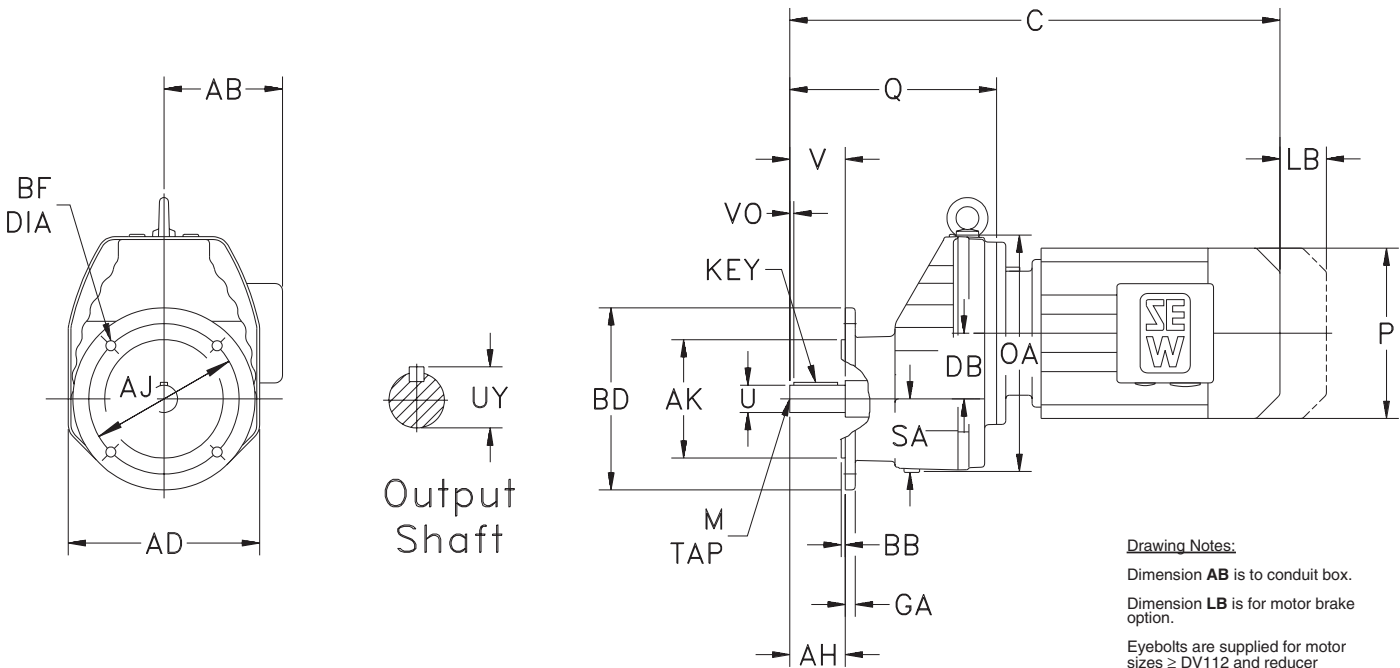 C
AB
Q
V
LB
BF
DIA
VO
KEY
SEW
P
DB
OA
BD
AK
U
AJ
UY
SA
Output
Shaft
M
TAP
BB
AD
GA
AH
Drawing Notes:
Dimension AB is to conduit box.
Dimension LB is for motor brake
option.
Eyebolts are supplied for motor
sizes ≥ DV112 and reducer